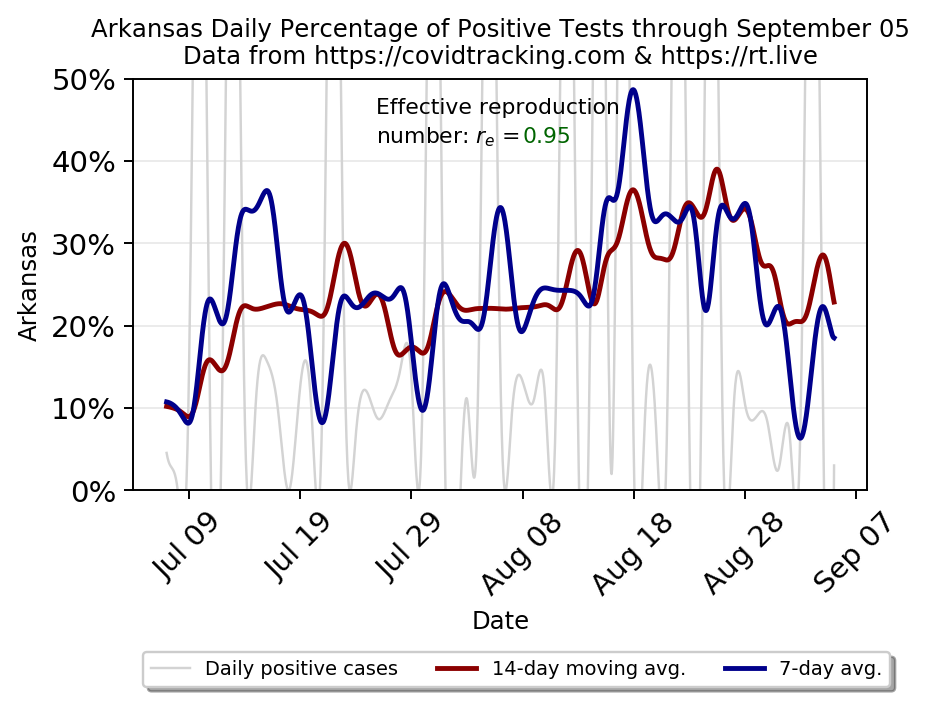 Arkansas Daily Percentage of Positive Tests through September 05
Data from https://covidtracking.com & https://rt.live
50%
40%
30%
20%
10%
0%
Arkansas
Effective reproduction
number: rₑ =0.95
Jul 09
Jul 19
Jul 29
Aug 08
Aug 18
Aug 28
Sep 07
Date
Daily positive cases
14-day moving avg.
7-day avg.